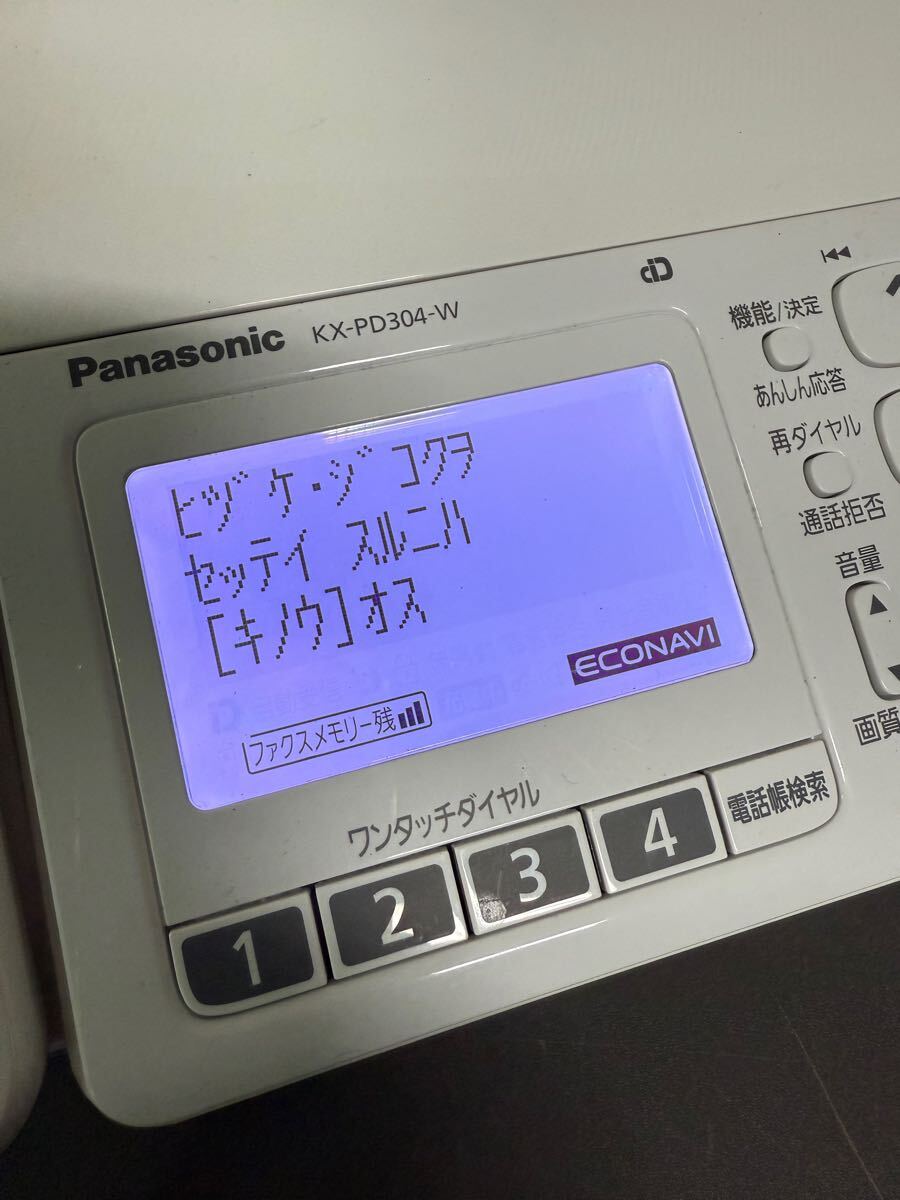 Panasonic KX-PD304-W
ヒヅケ・ジコクヲ
セッテイ スルニハ
[キノウ]オス
ECONAVI
ファクスメモリー残
ワンタッチダイヤル
1 2 3 4 電話帳検索
機能/決定
あんしん応答
再ダイヤル
通話拒否
音量
画質